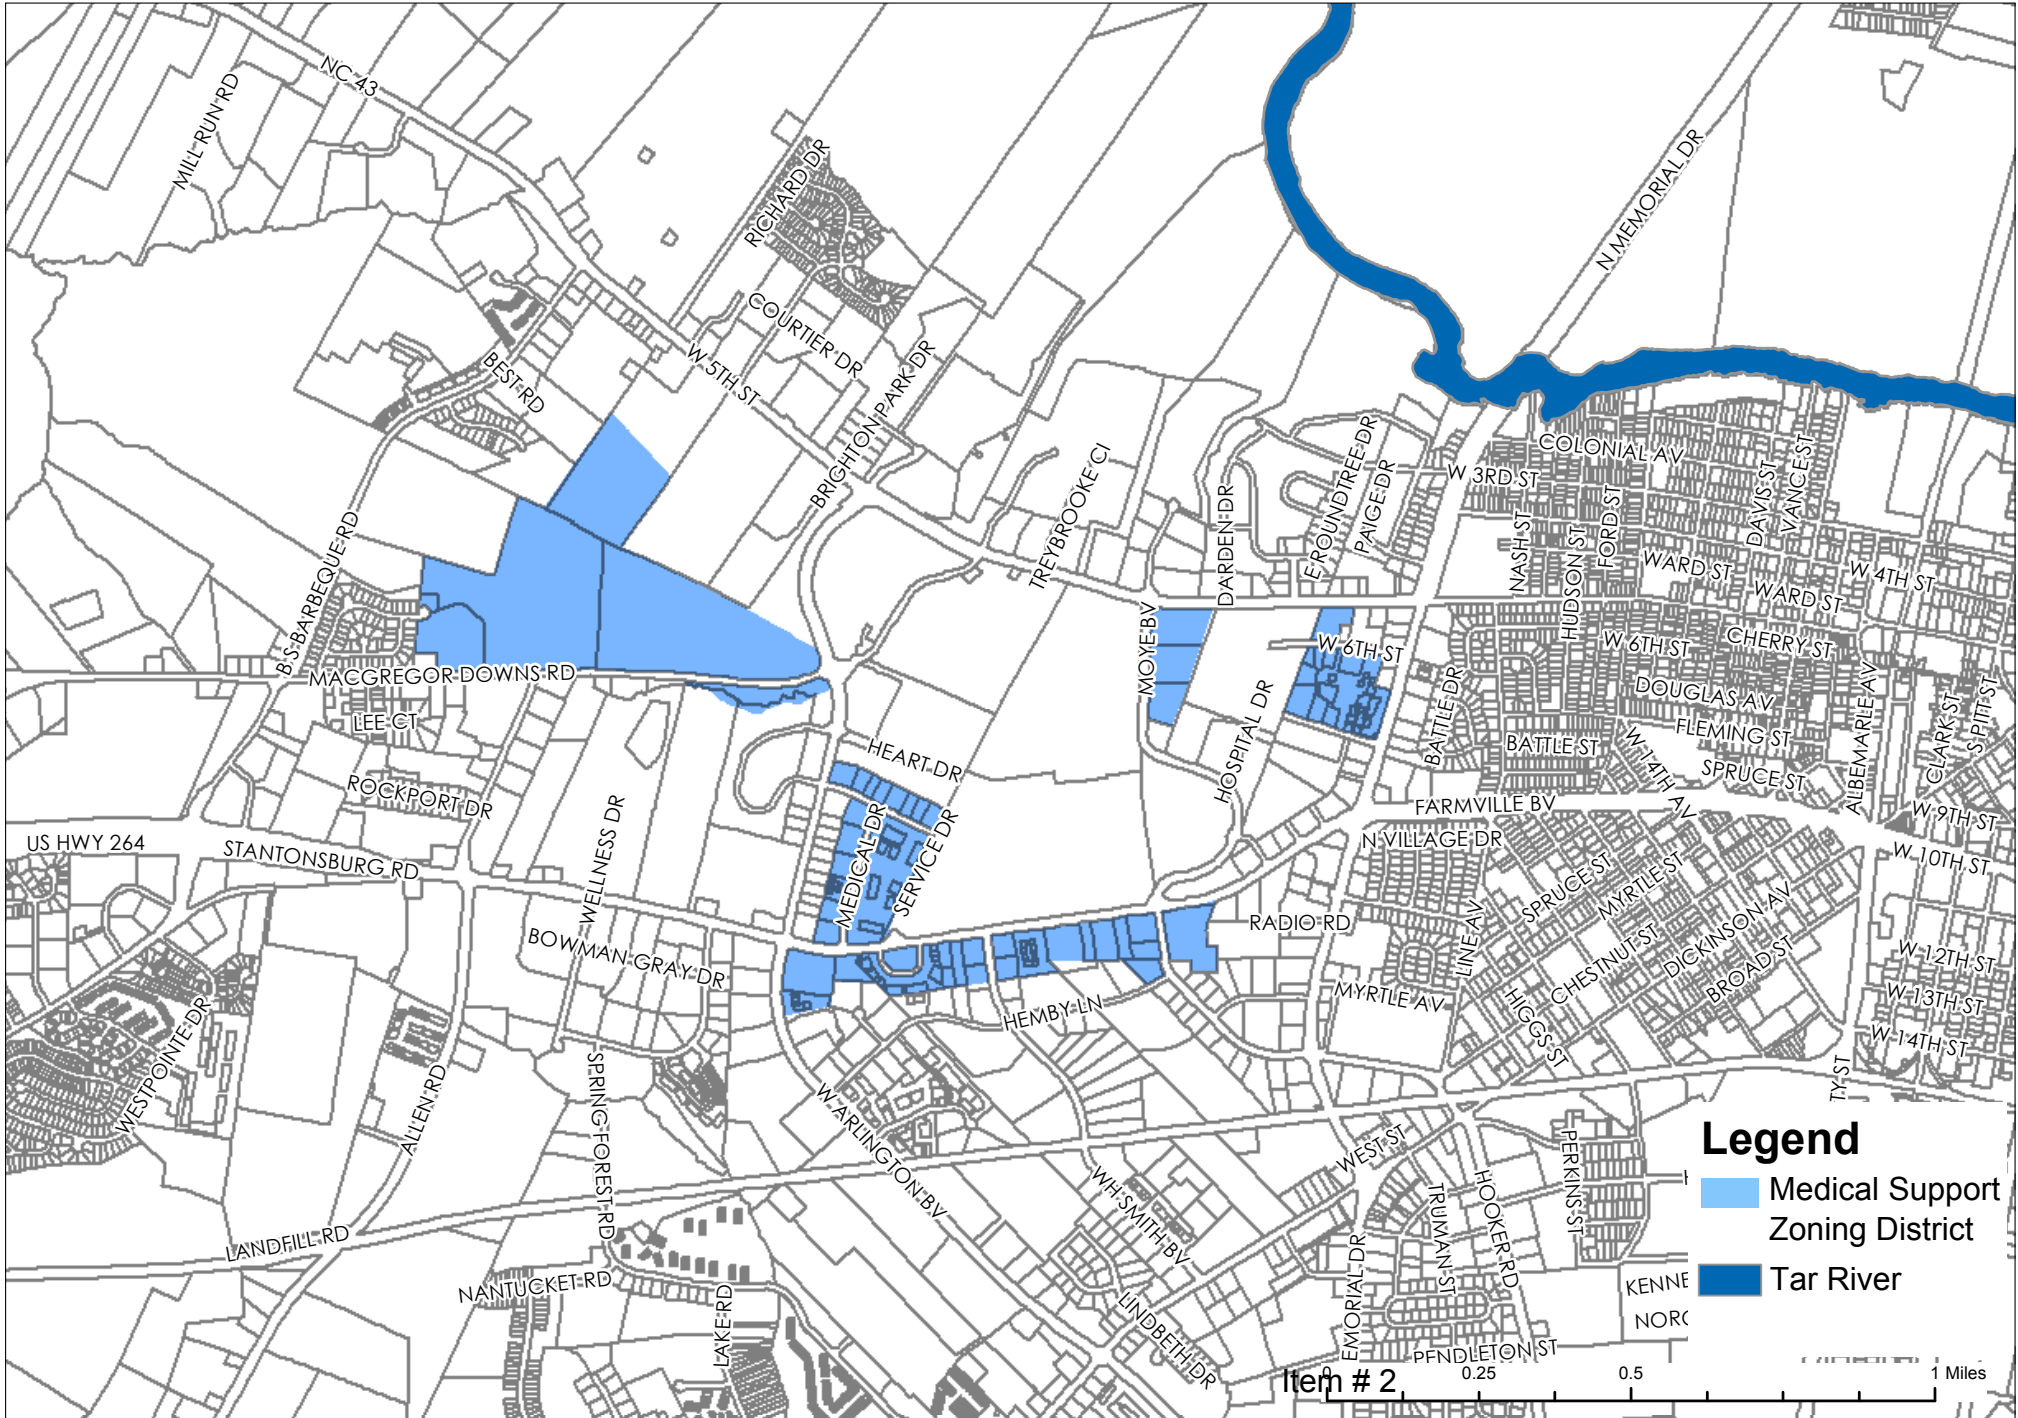 NC 43
MILL RUN RD
RICHARD DR
N MEMORIAL DR
COURTIER DR
W 5TH ST
BEST RD
BRIGHTON PARK DR
TREYBROOKE CI
DARDEN DR
E ROUNDTREE DR
PAIGE DR
COLONIAL AV
W 3RD ST
NASH ST
HUDSON ST
FORD ST
DAVIS ST
VANCE ST
WARD ST
WARD ST
W 4TH ST
B S BARBEQUE RD
MACGREGOR DOWNS RD
LEE CT
ROCKPORT DR
MOYE BV
W 6TH ST
W 6TH ST
CHERRY ST
HOSPITAL DR
BATTLE DR
DOUGLAS AV
FLEMING ST
BATTLE ST
W 14TH AV
SPRUCE ST
ALBEMARLE AV
CLARK ST
S PITT ST
HEART DR
MEDICAL DR
SERVICE DR
WELLNESS DR
US HWY 264
STANTONSBURG RD
FARMVILLE BV
N VILLAGE DR
W 9TH ST
W 10TH ST
SPRUCE ST
MYRTLE ST
LINE AV
CHESTNUT ST
DICKINSON AV
BROAD ST
RADIO RD
BOWMAN GRAY DR
HEMBY LN
MYRTLE AV
HIGGS ST
W 12TH ST
W 13TH ST
W 14TH ST
WESTPOINTE DR
ALLEN RD
SPRING FOREST RD
W ARLINGTON BV
WH SMITH BV
WEST ST
TRUMAN ST
HOOKER RD
PERKINS ST
TY ST
LANDFILL RD
NANTUCKET RD
LAKE RD
LINDBETH DR
EMORIAL DR
PENDLETON ST
KENNE
NORC
Legend
Medical Support
Zoning District
Tar River
Item # 2
0 0.25 0.5 1 Miles